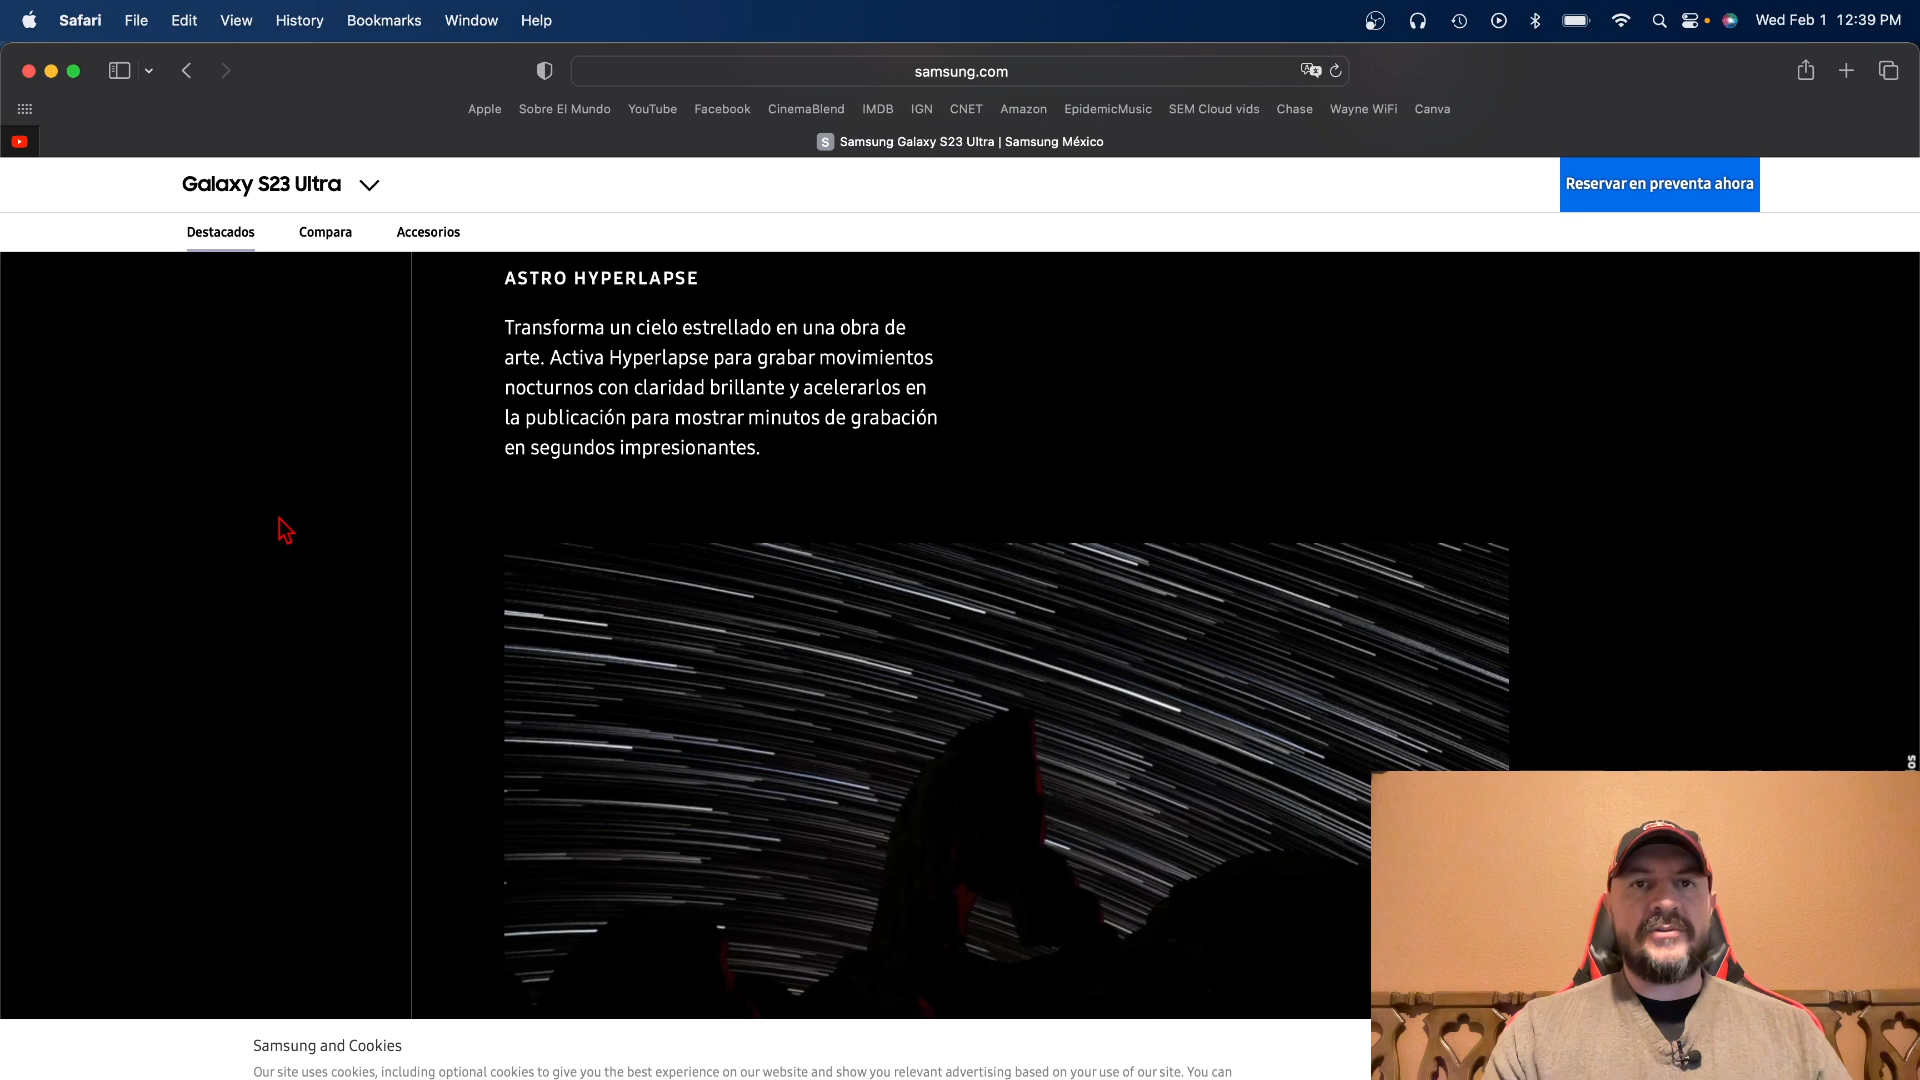 Safari File Edit View History Bookmarks Window Help Wed Feb 1 12:39 PM
samsung.com
Apple Sobre El Mundo YouTube Facebook CinemaBlend IMDB IGN CNET Amazon EpidemicMusic SEM Cloud vids Chase Wayne WiFi Canva
S Samsung Galaxy S23 Ultra | Samsung México
Galaxy S23 Ultra Reservar en preventa ahora
Destacados Compara Accesorios
ASTRO HYPERLAPSE
Transforma un cielo estrellado en una obra de
arte. Activa Hyperlapse para grabar movimientos
nocturnos con claridad brillante y acelerarlos en
la publicación para mostrar minutos de grabación
en segundos impresionantes.
Samsung and Cookies
Our site uses cookies, including optional cookies to give you the best experience on our website and show you relevant advertising based on your use of our site. You can